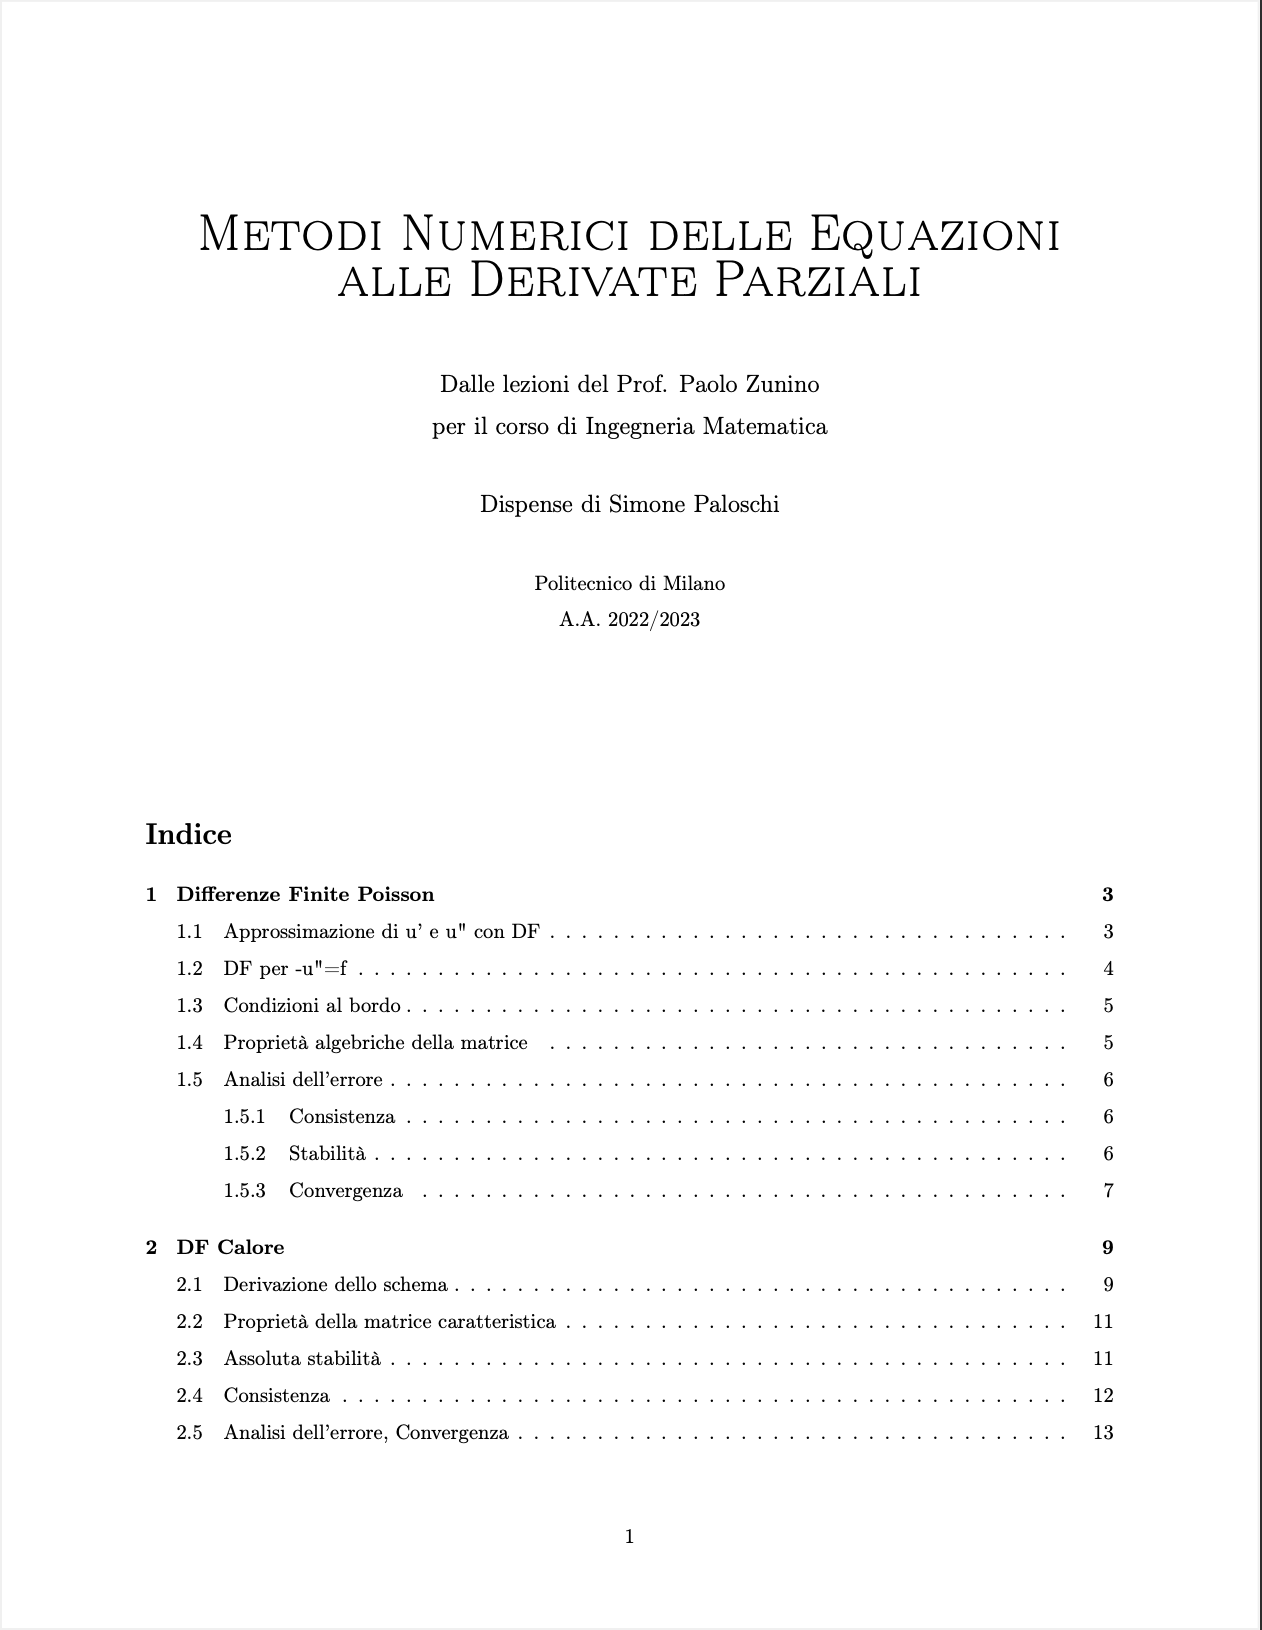 Metodi Numerici delle Equazioni
alle Derivate Parziali
Dalle lezioni del Prof. Paolo Zunino
per il corso di Ingegneria Matematica
Dispense di Simone Paloschi
Politecnico di Milano
A.A. 2022/2023
Indice
1 Differenze Finite Poisson 3
1.1 Approssimazione di u' e u" con DF . . . . . . . . . . . . . . . . . . . . . . . . . . . . . . . . . 3
1.2 DF per -u"=f . . . . . . . . . . . . . . . . . . . . . . . . . . . . . . . . . . . . . . . . . . . . . 4
1.3 Condizioni al bordo . . . . . . . . . . . . . . . . . . . . . . . . . . . . . . . . . . . . . . . . . . 5
1.4 Proprietà algebriche della matrice . . . . . . . . . . . . . . . . . . . . . . . . . . . . . . . . . 5
1.5 Analisi dell'errore . . . . . . . . . . . . . . . . . . . . . . . . . . . . . . . . . . . . . . . . . . . 6
1.5.1 Consistenza . . . . . . . . . . . . . . . . . . . . . . . . . . . . . . . . . . . . . . . . . . 6
1.5.2 Stabilità . . . . . . . . . . . . . . . . . . . . . . . . . . . . . . . . . . . . . . . . . . . . 6
1.5.3 Convergenza . . . . . . . . . . . . . . . . . . . . . . . . . . . . . . . . . . . . . . . . . 7
2 DF Calore 9
2.1 Derivazione dello schema . . . . . . . . . . . . . . . . . . . . . . . . . . . . . . . . . . . . . . . 9
2.2 Proprietà della matrice caratteristica . . . . . . . . . . . . . . . . . . . . . . . . . . . . . . . . 11
2.3 Assoluta stabilità . . . . . . . . . . . . . . . . . . . . . . . . . . . . . . . . . . . . . . . . . . . 11
2.4 Consistenza . . . . . . . . . . . . . . . . . . . . . . . . . . . . . . . . . . . . . . . . . . . . . . 12
2.5 Analisi dell'errore, Convergenza . . . . . . . . . . . . . . . . . . . . . . . . . . . . . . . . . . . 13
1